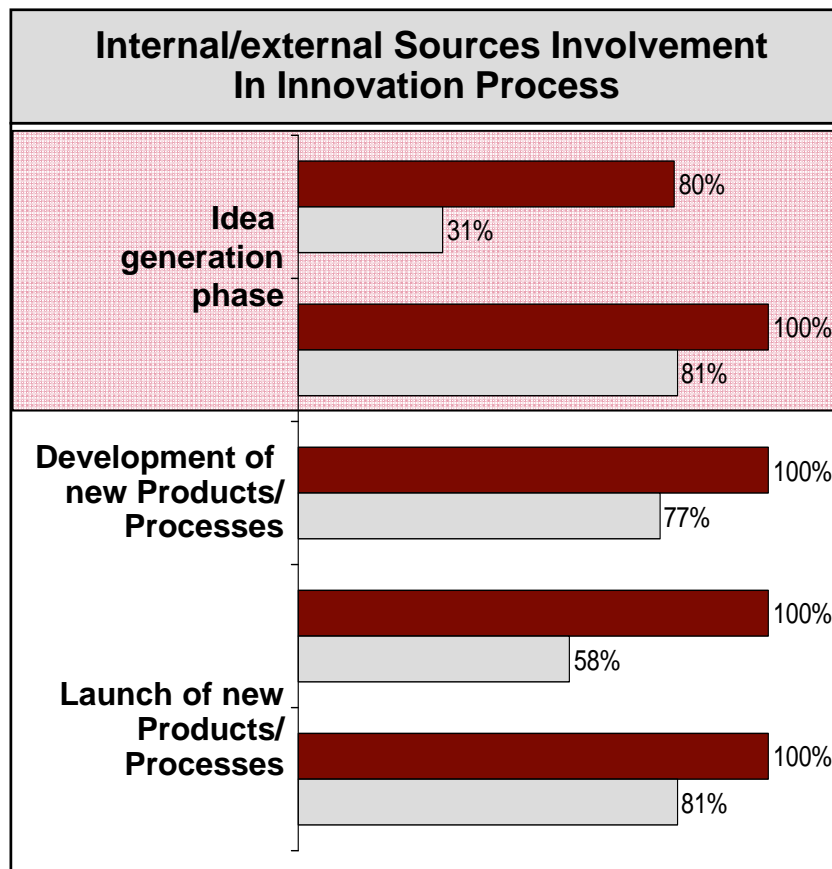 Internal/external Sources Involvement
In Innovation Process
Idea
generation
phase
80%
31%
100%
81%
Development of
new Products/
Processes
100%
77%
Launch of new
Products/
Processes
100%
58%
100%
81%